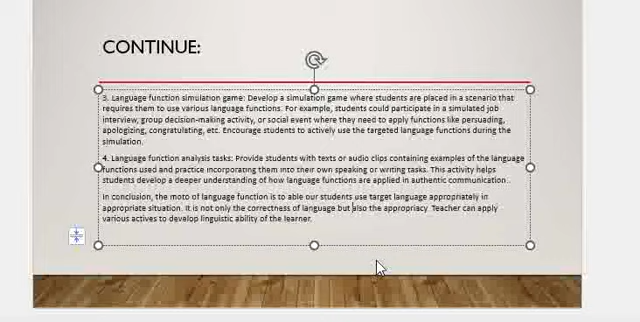 CONTINUE:
3. Language function simulation game: Develop a simulation game where students are placed in a scenario that
requires them to use various language functions. For example, students could participate in a simulated job
interview, group decision-making activity, or social event where they need to apply functions like persuading,
apologizing, congratulating, etc. Encourage students to actively use the targeted language functions during the
simulation.
4. Language function analysis tasks: Provide students with texts or audio clips containing examples of the language
functions used and practice incorporating them into their own speaking or writing tasks. This activity helps
students develop a deeper understanding of how language functions are applied in authentic communication.
In conclusion, the moto of language function is to able our students use target language appropriately in
appropriate situation. It is not only the correctness of language but also the appropriacy. Teacher can apply
various actives to develop linguistic ability of the learner.